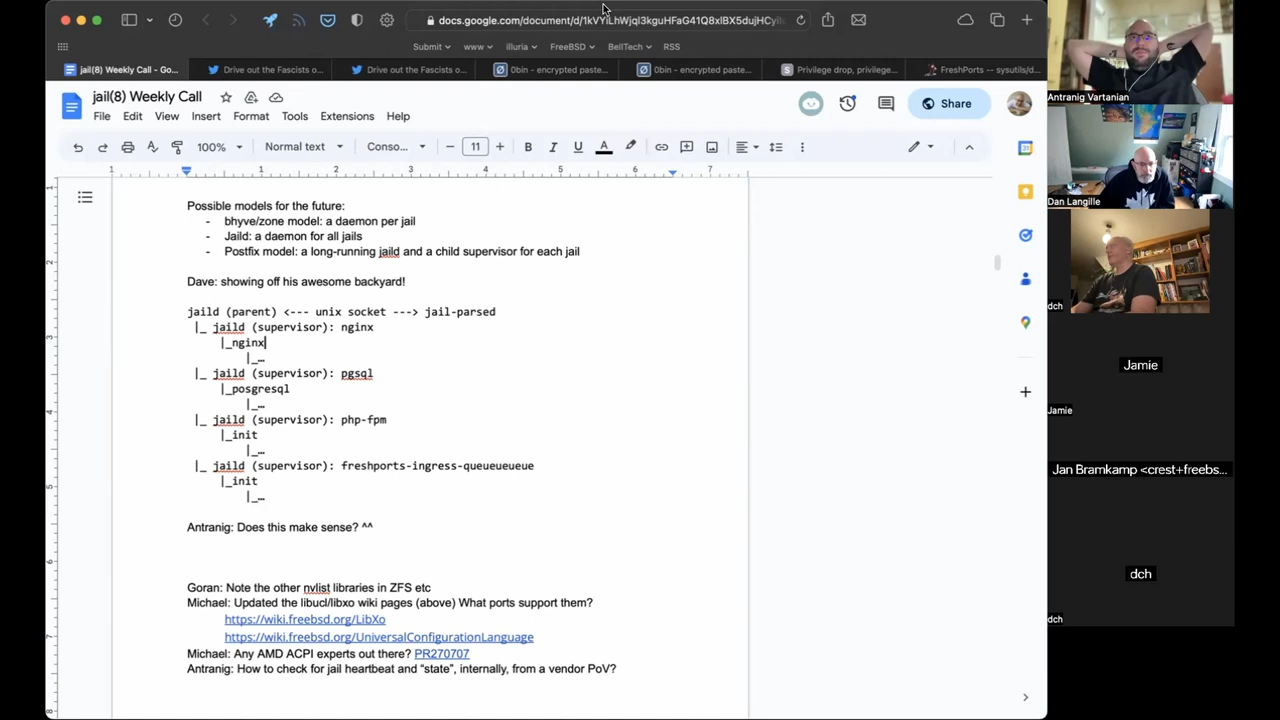 docs.google.com/document/d/1kVYiLhWjql3kguHFaG41Q8xlBX5dujHCyi
Submit www illuria FreeBSD BellTech RSS
jail(8) Weekly Call - Go...
Drive out the Fascists o...
Drive out the Fascists o...
0bin - encrypted paste...
0bin - encrypted paste...
Privilege drop, privilege...
FreshPorts -- sysutils/d...
jail(8) Weekly Call
Share
File Edit View Insert Format Tools Extensions Help
100% Normal text Conso... 11 B I U A
1 1 2 3 4 5 6 7
Possible models for the future:
- bhyve/zone model: a daemon per jail
- Jaild: a daemon for all jails
- Postfix model: a long-running jaild and a child supervisor for each jail
Dave: showing off his awesome backyard!
jaild (parent) <--- unix socket ---> jail-parsed
|_ jaild (supervisor): nginx
|_nginx
|_…
|_ jaild (supervisor): pgsql
|_posgresql
|_…
|_ jaild (supervisor): php-fpm
|_init
|_…
|_ jaild (supervisor): freshports-ingress-queueueueue
|_init
|_…
Antranig: Does this make sense? ^^
Goran: Note the other nvlist libraries in ZFS etc
Michael: Updated the libucl/libxo wiki pages (above) What ports support them?
https://wiki.freebsd.org/LibXo
https://wiki.freebsd.org/UniversalConfigurationLanguage
Michael: Any AMD ACPI experts out there? PR270707
Antranig: How to check for jail heartbeat and “state”, internally, from a vendor PoV?
Antranig Vartanian
Dan Langille
dch
Jamie
Jamie
Jan Bramkamp <crest+freebs...
dch
dch